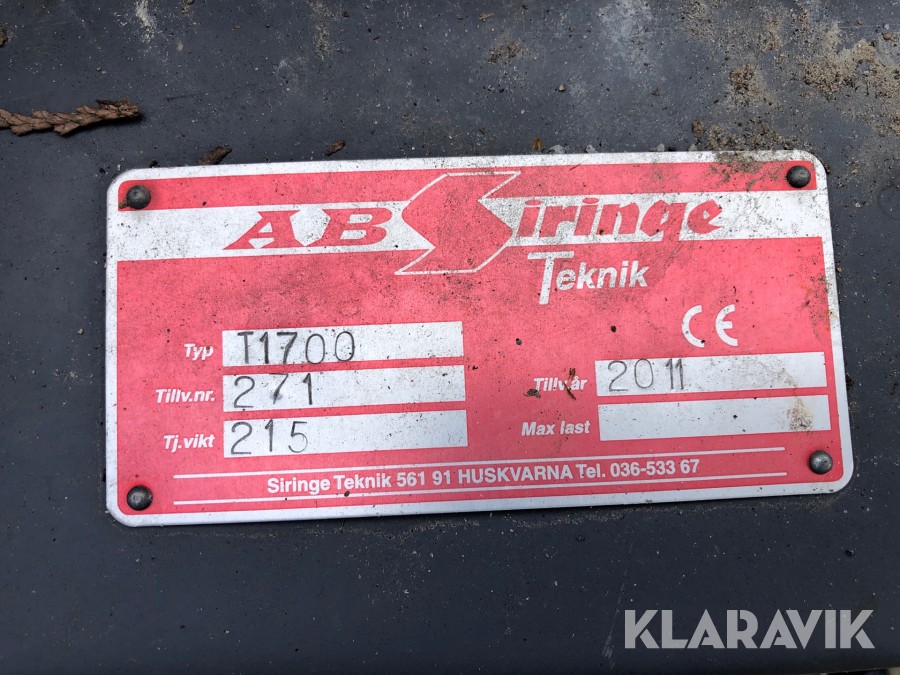 AB Siringe
Teknik
Typ T1700
Tillv.nr. 271
Tillv.år 2011
Tj.vikt 215
Max last
Siringe Teknik 561 91 HUSKVARNA Tel. 036-533 67
CE
KLARAVIK